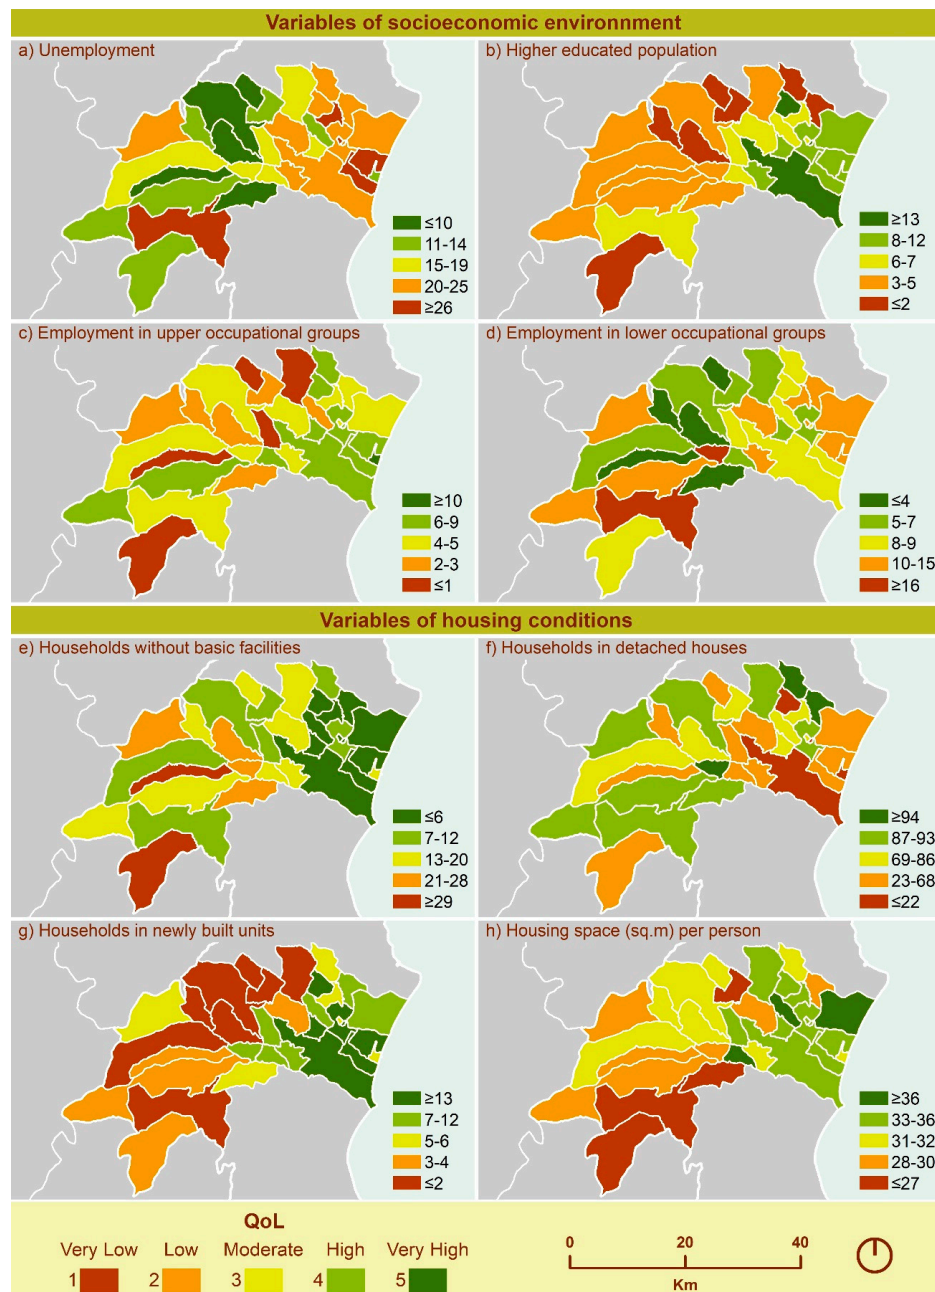 Variables of socioeconomic environnment
a) Unemployment
≤10
11-14
15-19
20-25
≥26
b) Higher educated population
≥13
8-12
6-7
3-5
≤2
c) Employment in upper occupational groups
≥10
6-9
4-5
2-3
≤1
d) Employment in lower occupational groups
≤4
5-7
8-9
10-15
≥16
Variables of housing conditions
e) Households without basic facilities
≤6
7-12
13-20
21-28
≥29
f) Households in detached houses
≥94
87-93
69-86
23-68
≤22
g) Households in newly built units
≥13
7-12
5-6
3-4
≤2
h) Housing space (sq.m) per person
≥36
33-36
31-32
28-30
≤27
QoL
Very Low Low Moderate High Very High
1 2 3 4 5
0 20 40
Km